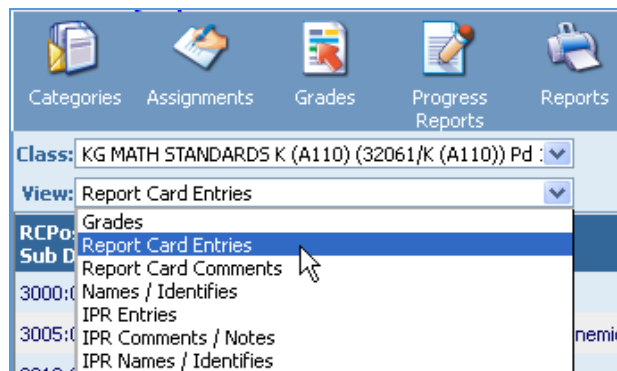 Categories Assignments Grades Progress Reports Reports
Class: KG MATH STANDARDS K (A110) (32061/K (A110)) Pd :
View: Report Card Entries
RCPo
Sub D
Grades
Report Card Entries
Report Card Comments
Names / Identifies
3000:0
IPR Entries
3005:0
IPR Comments / Notes
nemi
IPR Names / Identifies